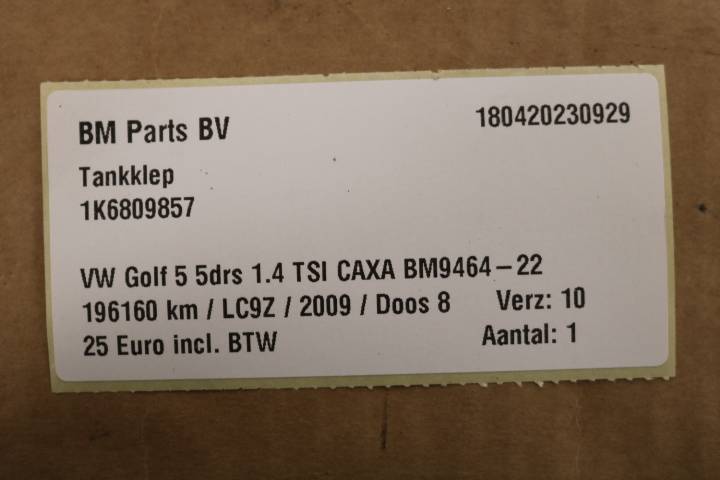 BM Parts BV 180420230929
Tankklep
1K6809857
VW Golf 5 5drs 1.4 TSI CAXA BM9464-22
196160 km / LC9Z / 2009 / Doos 8 Verz: 10
25 Euro incl. BTW Aantal: 1